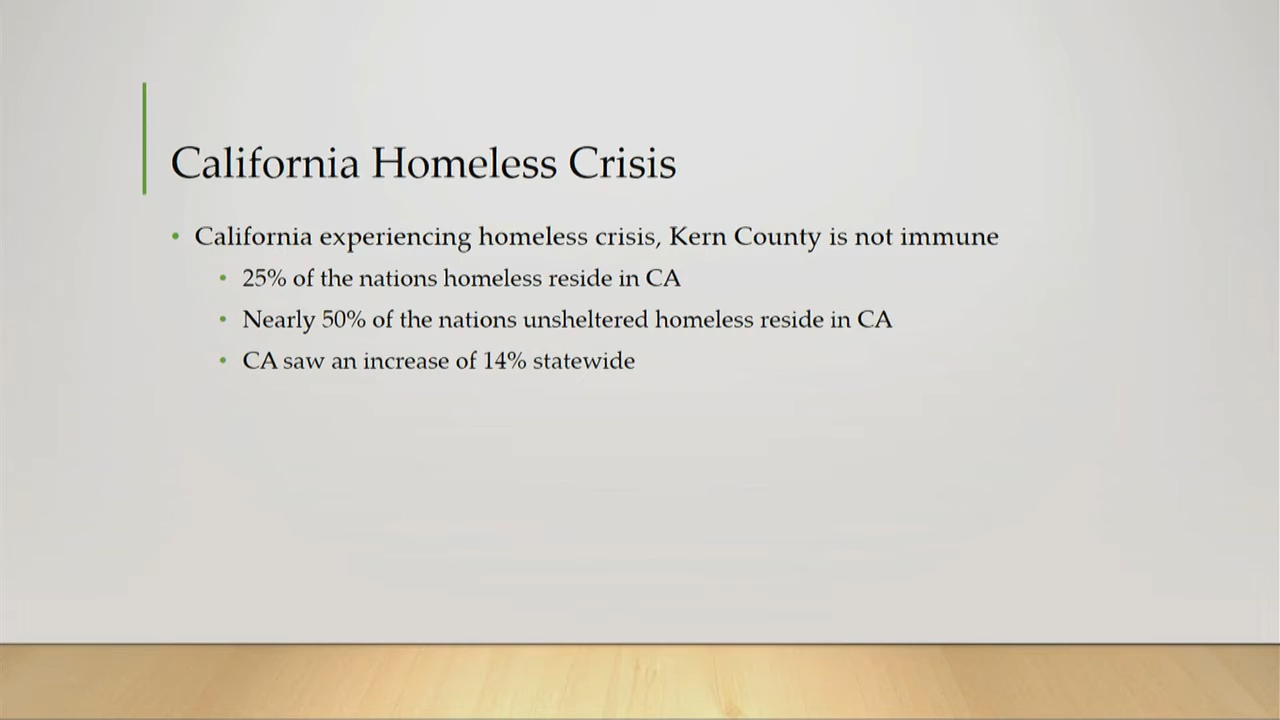 California Homeless Crisis
• California experiencing homeless crisis, Kern County is not immune
• 25% of the nations homeless reside in CA
• Nearly 50% of the nations unsheltered homeless reside in CA
• CA saw an increase of 14% statewide